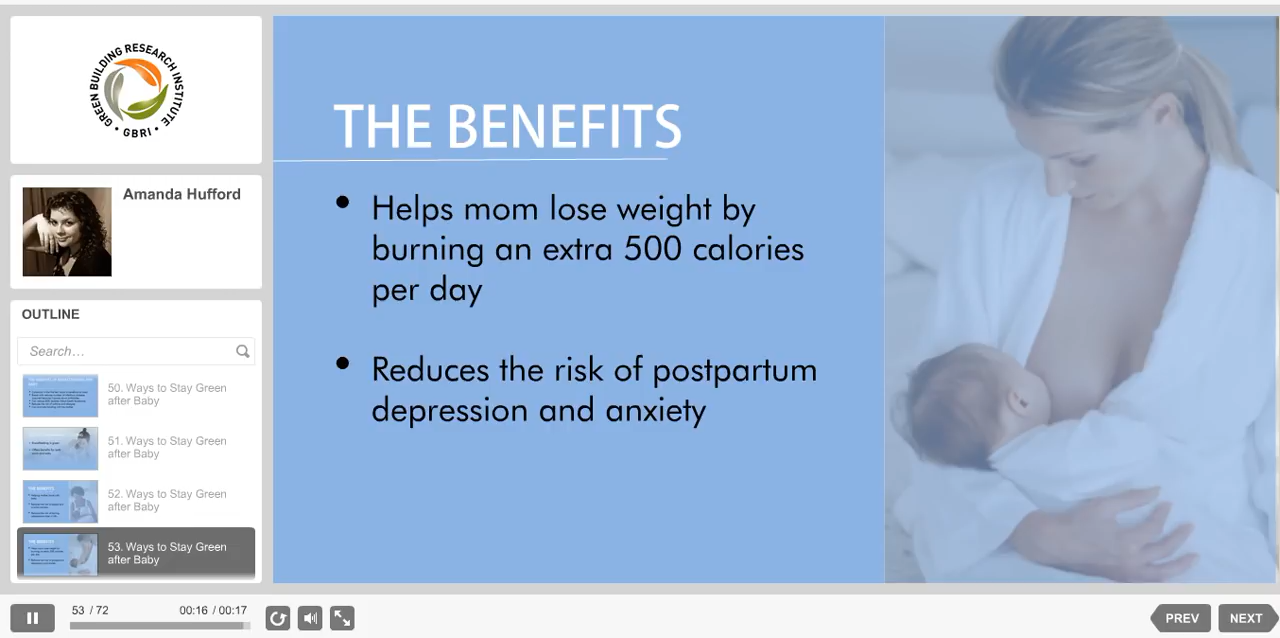 GREEN BUILDING RESEARCH INSTITUTE
• GBRI •
Amanda Hufford
OUTLINE
Search...
50. Ways to Stay Green
after Baby
51. Ways to Stay Green
after Baby
52. Ways to Stay Green
after Baby
THE BENEFITS
53. Ways to Stay Green
after Baby
THE BENEFITS
• Helps mom lose weight by
burning an extra 500 calories
per day
• Reduces the risk of postpartum
depression and anxiety
53 / 72
00:16 / 00:17
PREV
NEXT